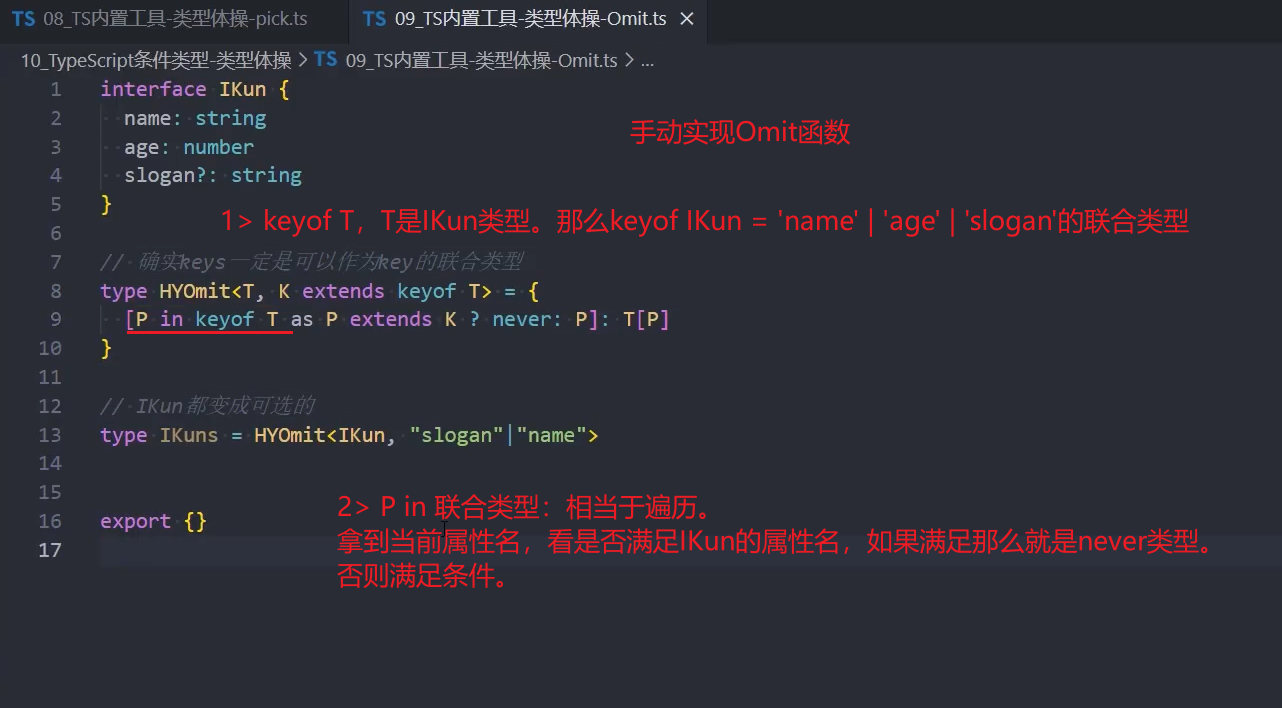 TS 08_TS内置工具-类型体操-pick.ts TS 09_TS内置工具-类型体操-Omit.ts ×
10_TypeScript条件类型-类型体操 > TS 09_TS内置工具-类型体操-Omit.ts > ...
1 interface IKun {
2 name: string
手动实现Omit函数
3 age: number
4 slogan?: string
5 }
1> keyof T，T是IKun类型。那么keyof IKun = 'name' | 'age' | 'slogan'的联合类型
6
7 // 确实keys一定是可以作为key的联合类型
8 type HYOmit<T, K extends keyof T> = {
9 [P in keyof T as P extends K ? never: P]: T[P]
10 }
11
12 // IKun都变成可选的
13 type IKuns = HYOmit<IKun, "slogan"|"name">
14
15
2> P in 联合类型：相当于遍历。
16 export {}
拿到当前属性名，看是否满足IKun的属性名，如果满足那么就是never类型。
17
否则满足条件。